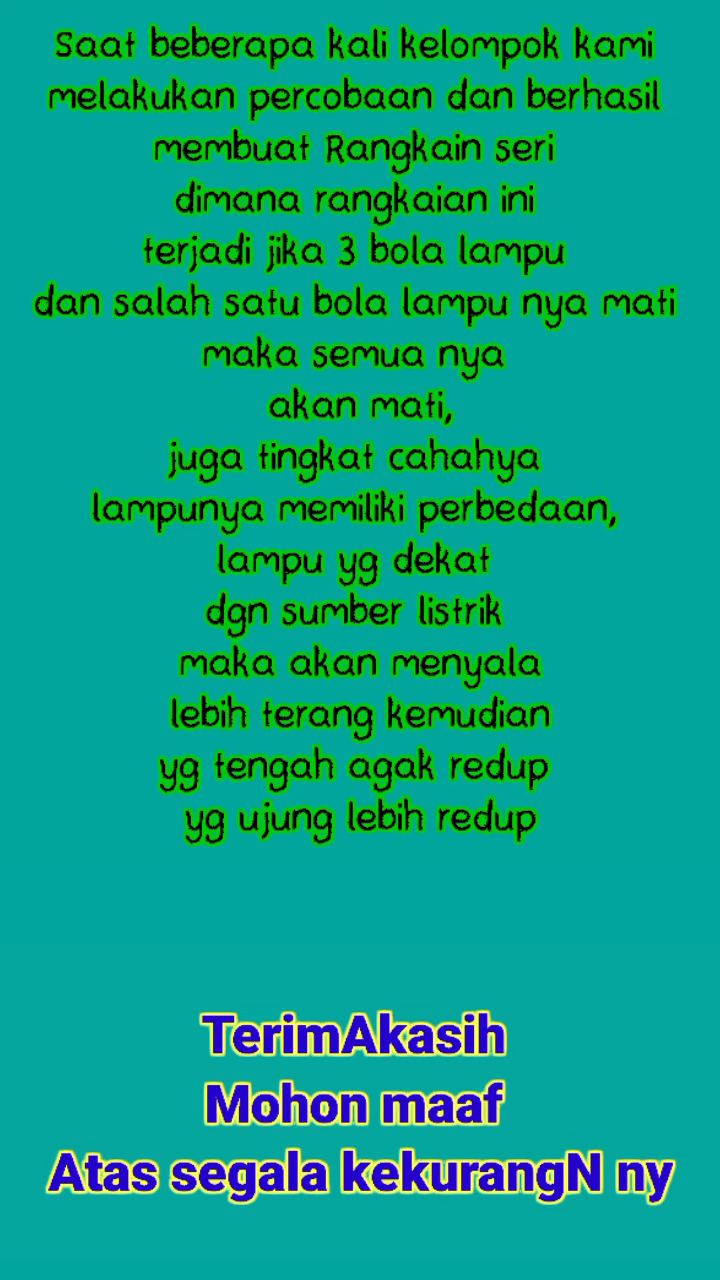 Saat beberapa kali kelompok kami
melakukan percobaan dan berhasil
membuat Rangkain seri
dimana rangkaian ini
terjadi jika 3 bola lampu
dan salah satu bola lampu nya mati
maka semua nya
akan mati,
juga tingkat cahahya
lampunya memiliki perbedaan,
lampu yg dekat
dgn sumber listrik
maka akan menyala
lebih terang kemudian
yg tengah agak redup
yg ujung lebih redup
TerimAkasih
Mohon maaf
Atas segala kekurangN ny